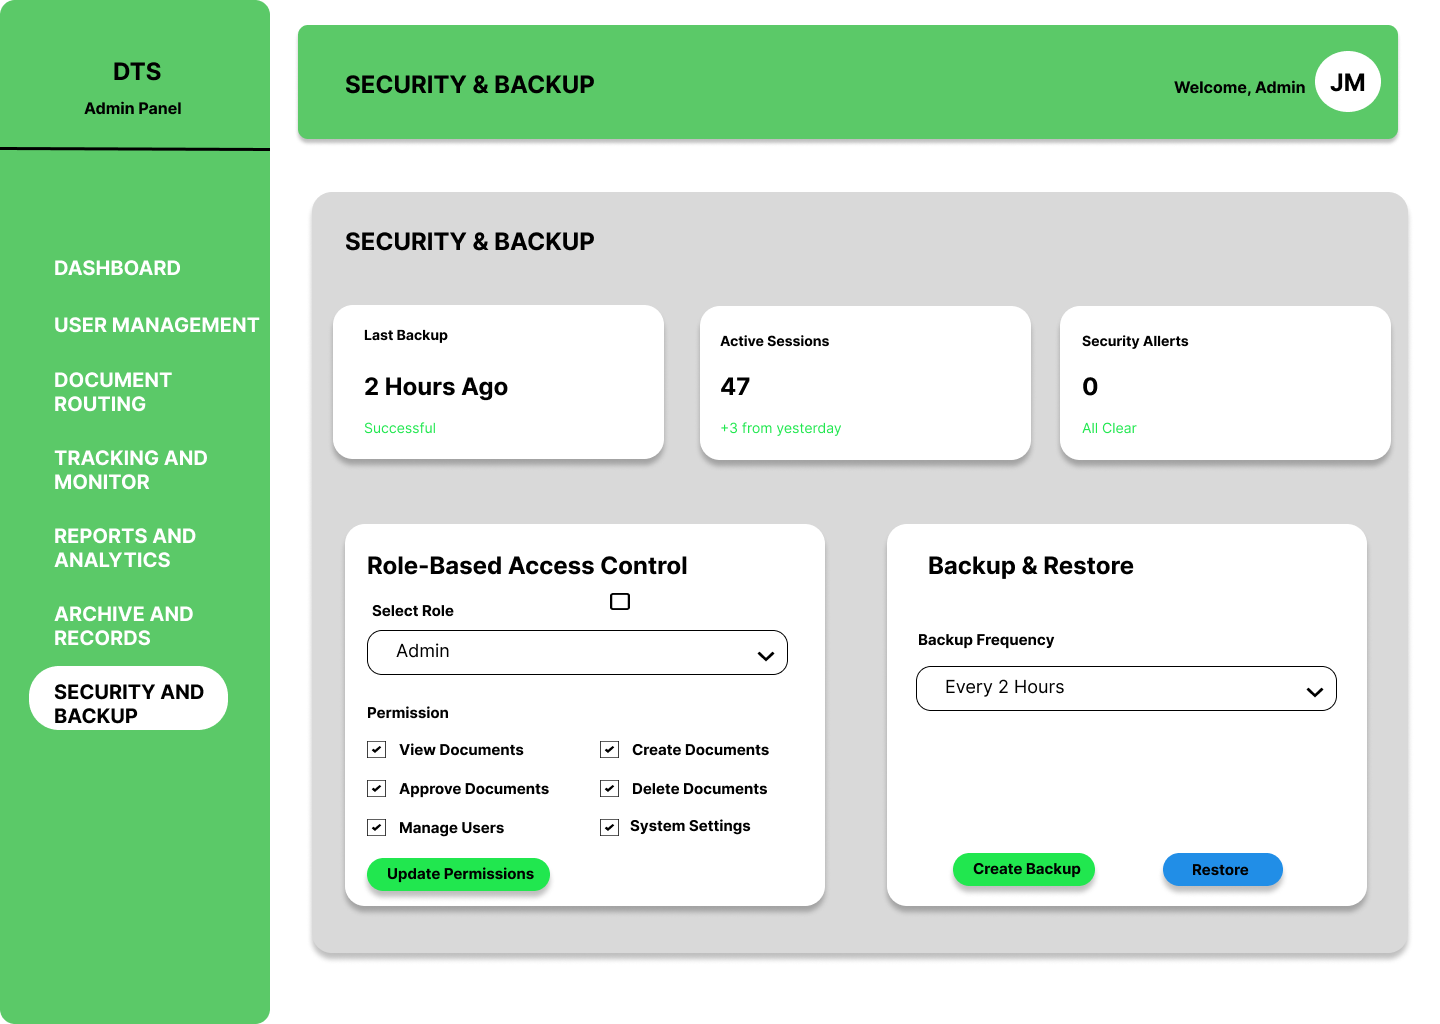 DTS
Admin Panel
DASHBOARD
USER MANAGEMENT
DOCUMENT
ROUTING
TRACKING AND
MONITOR
REPORTS AND
ANALYTICS
ARCHIVE AND
RECORDS
SECURITY AND
BACKUP
SECURITY & BACKUP
Welcome, Admin
JM
SECURITY & BACKUP
Last Backup
2 Hours Ago
Successful
Active Sessions
47
+3 from yesterday
Security Allerts
0
All Clear
Role-Based Access Control
Select Role
Admin
Permission
View Documents
Create Documents
Approve Documents
Delete Documents
Manage Users
System Settings
Update Permissions
Backup & Restore
Backup Frequency
Every 2 Hours
Create Backup
Restore